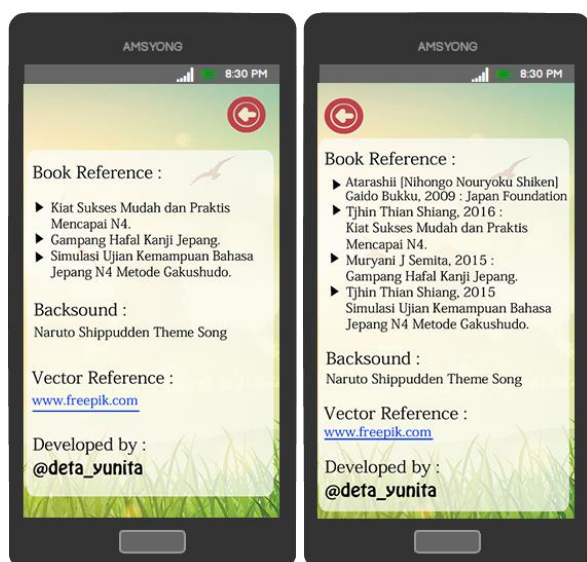 AMSYONG
8:30 PM
Book Reference :
Kiat Sukses Mudah dan Praktis
Mencapai N4.
Gampang Hafal Kanji Jepang.
Simulasi Ujian Kemampuan Bahasa
Jepang N4 Metode Gakushudo.
Backsound :
Naruto Shippudden Theme Song
Vector Reference :
www.freepik.com
Developed by :
@deta_yunita
AMSYONG
8:30 PM
Book Reference :
Atarashii [Nihongo Nouryoku Shiken]
Gaido Bukku, 2009 : Japan Foundation
Tjhin Thian Shiang, 2016 :
Kiat Sukses Mudah dan Praktis
Mencapai N4.
Muryani J Semita, 2015 :
Gampang Hafal Kanji Jepang.
Tjhin Thian Shiang, 2015
Simulasi Ujian Kemampuan Bahasa
Jepang N4 Metode Gakushudo.
Backsound :
Naruto Shippudden Theme Song
Vector Reference :
www.freepik.com
Developed by :
@deta_yunita